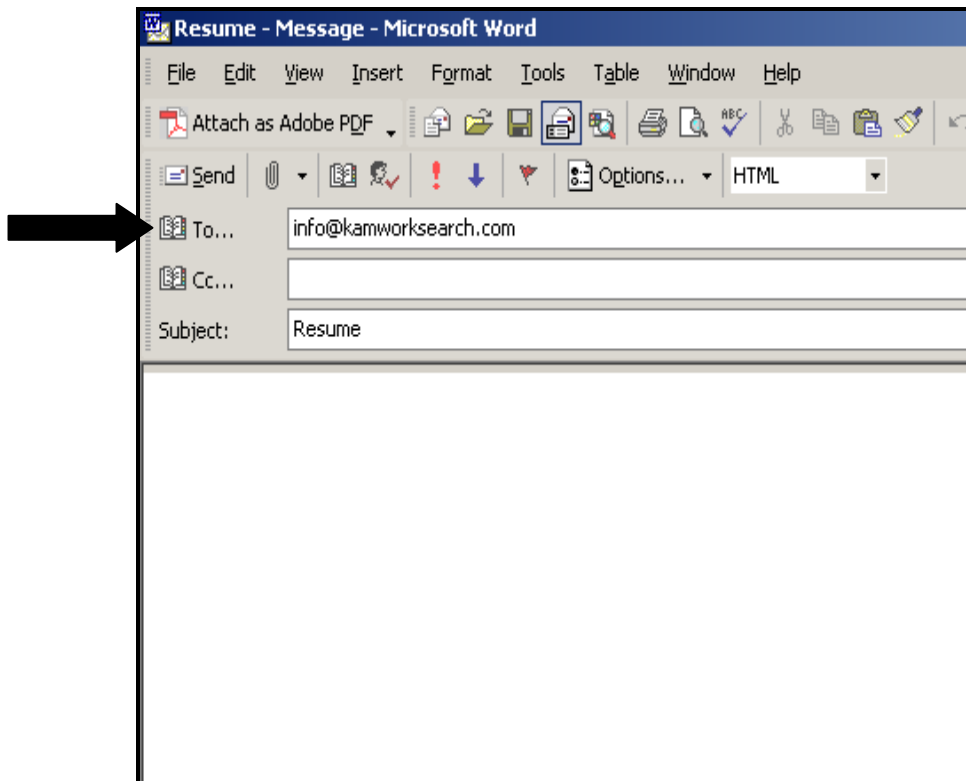 Resume - Message - Microsoft Word
File Edit View Insert Format Tools Table Window Help
Attach as Adobe PDF ABC
Send Options... HTML
To... info@kamworksearch.com
Cc...
Subject: Resume